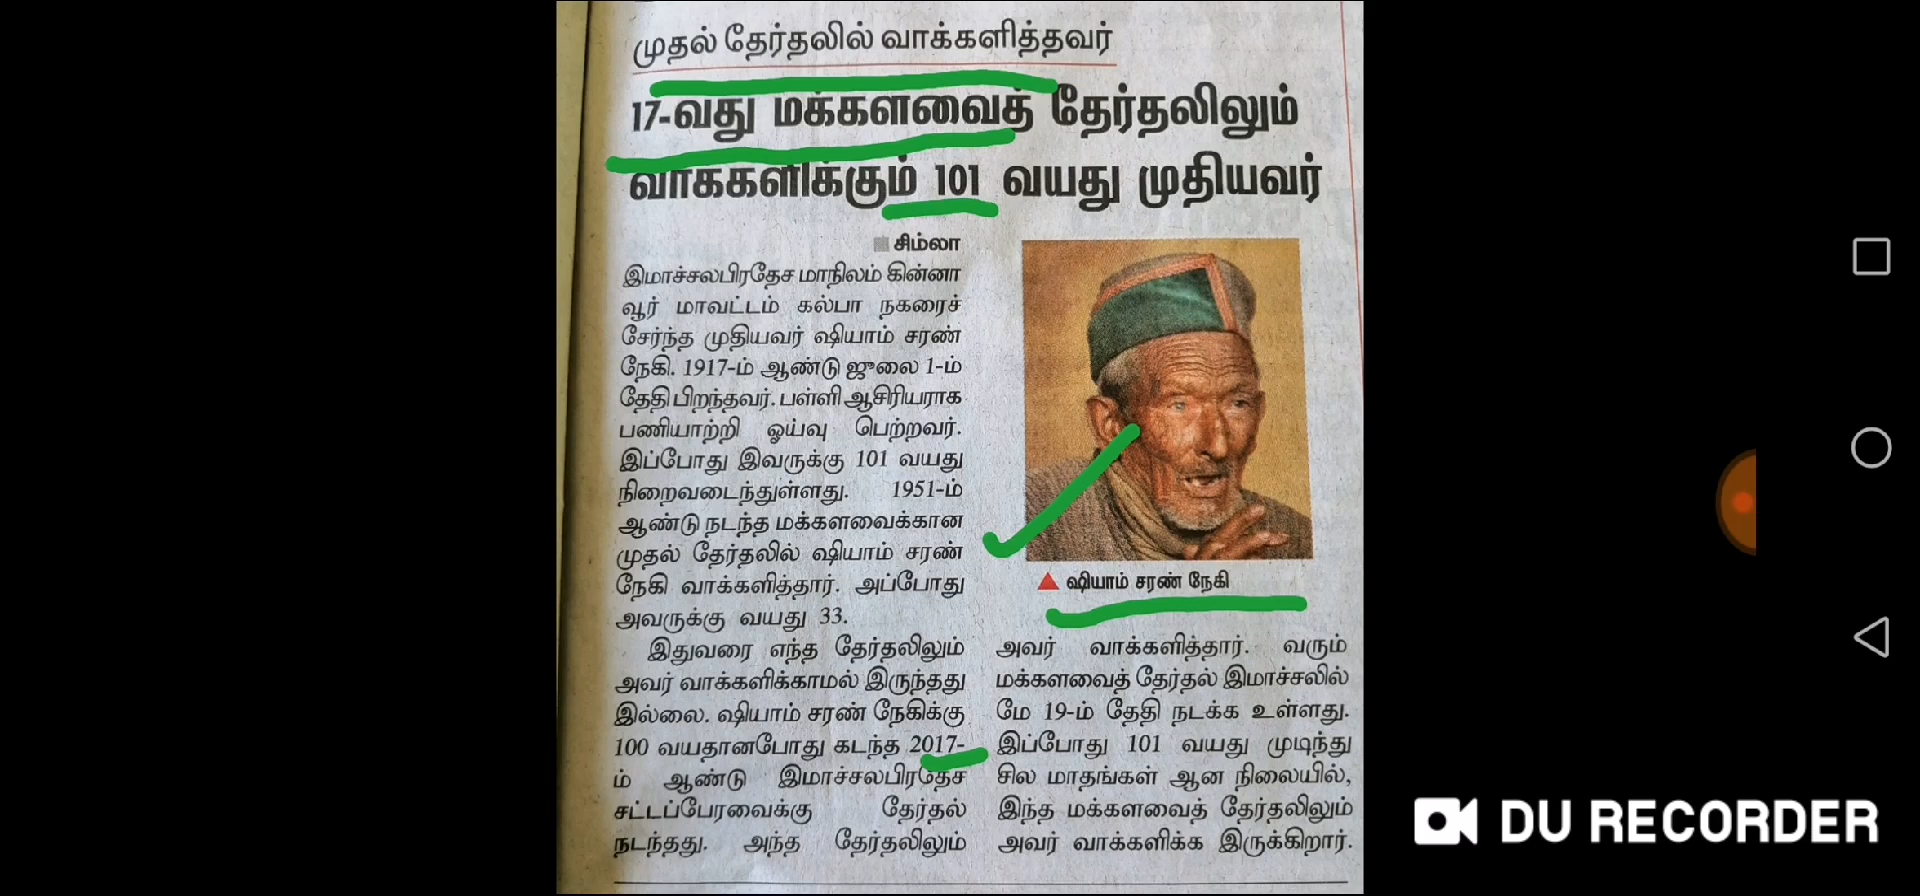 முதல் தேர்தலில் வாக்களித்தவர்
17-வது மக்களவைத் தேர்தலிலும்
வாக்களிக்கும் 101 வயது முதியவர்
சிம்லா
இமாச்சலபிரதேச மாநிலம் கின்னா
வூர் மாவட்டம் கல்பா நகரைச்
சேர்ந்த முதியவர் ஷியாம் சரண்
நேகி. 1917-ம் ஆண்டு ஜுலை 1-ம்
தேதி பிறந்தவர். பள்ளி ஆசிரியராக
பணியாற்றி ஓய்வு பெற்றவர்.
இப்போது இவருக்கு 101 வயது
நிறைவடைந்துள்ளது. 1951-ம்
ஆண்டு நடந்த மக்களவைக்கான
முதல் தேர்தலில் ஷியாம் சரண்
நேகி வாக்களித்தார். அப்போது
அவருக்கு வயது 33.
இதுவரை எந்த தேர்தலிலும்
அவர் வாக்களிக்காமல் இருந்தது
இல்லை. ஷியாம் சரண் நேகிக்கு
100 வயதானபோது கடந்த 2017-
ம் ஆண்டு இமாச்சலபிரதேச
சட்டப்பேரவைக்கு தேர்தல்
நடந்தது. அந்த தேர்தலிலும்
ஷியாம் சரண் நேகி
அவர் வாக்களித்தார். வரும்
மக்களவைத் தேர்தல் இமாச்சலில்
மே 19-ம் தேதி நடக்க உள்ளது.
இப்போது 101 வயது முடிந்து
சில மாதங்கள் ஆன நிலையில்,
இந்த மக்களவைத் தேர்தலிலும்
அவர் வாக்களிக்க இருக்கிறார்.
DU RECORDER